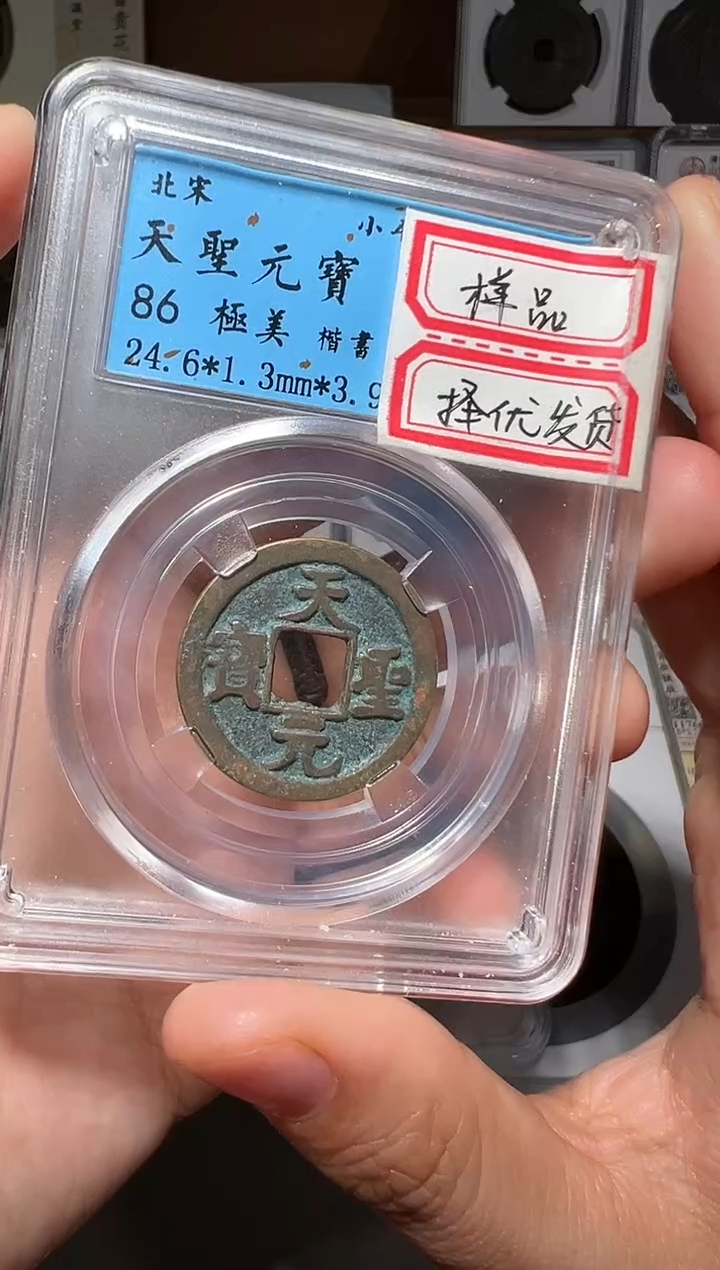 北宋
小
天聖元寶
86 極美 楷書
24.6*1.3mm*3.9
样品
择优发货
天
寶 聖
元